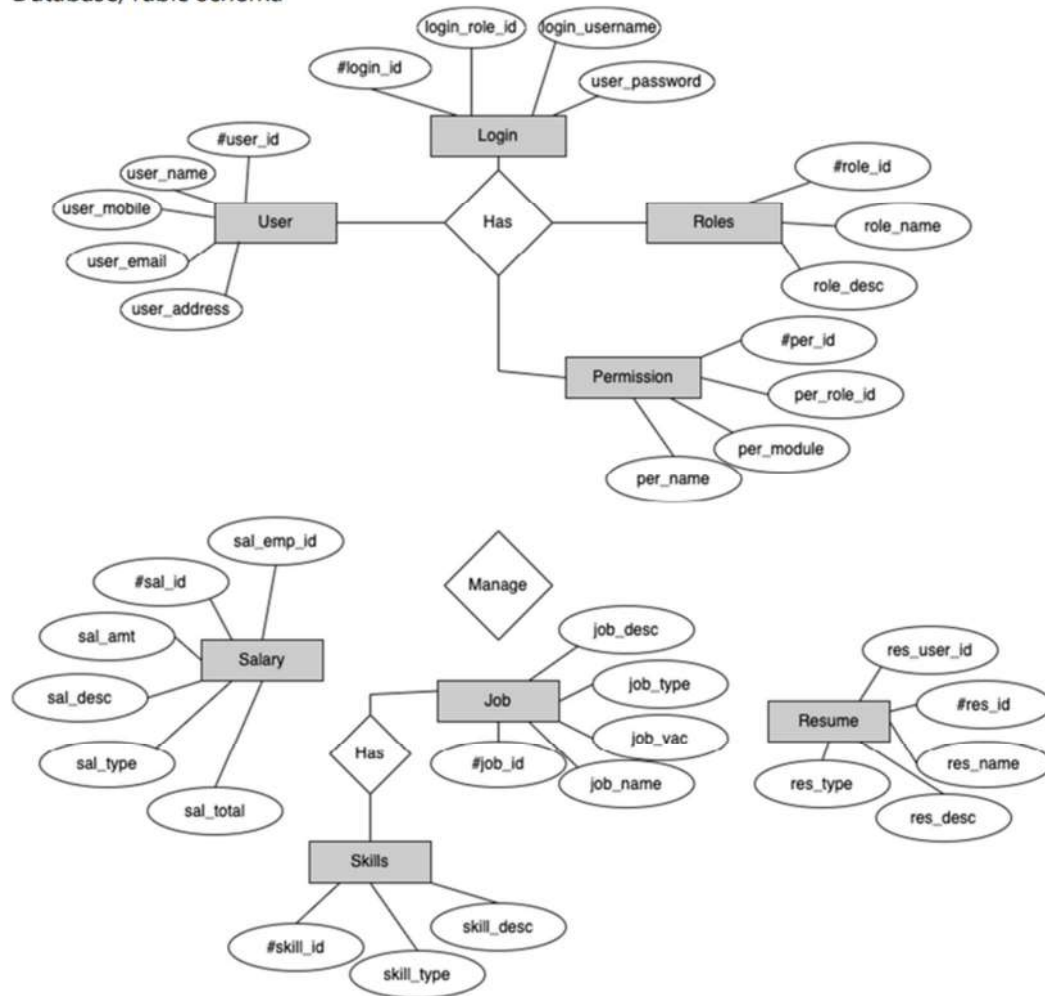 Database/Table Schema
login_role_id
login_username
#login_id
user_password
Login
#user_id
user_name
user_mobile
User
user_email
user_address
Has
#role_id
Roles
role_name
role_desc
#per_id
Permission
per_role_id
per_module
per_name
sal_emp_id
#sal_id
sal_amt
Salary
sal_desc
sal_type
sal_total
Manage
job_desc
job_type
Job
job_vac
#job_id
job_name
Has
res_user_id
#res_id
Resume
res_name
res_type
res_desc
Skills
skill_desc
#skill_id
skill_type